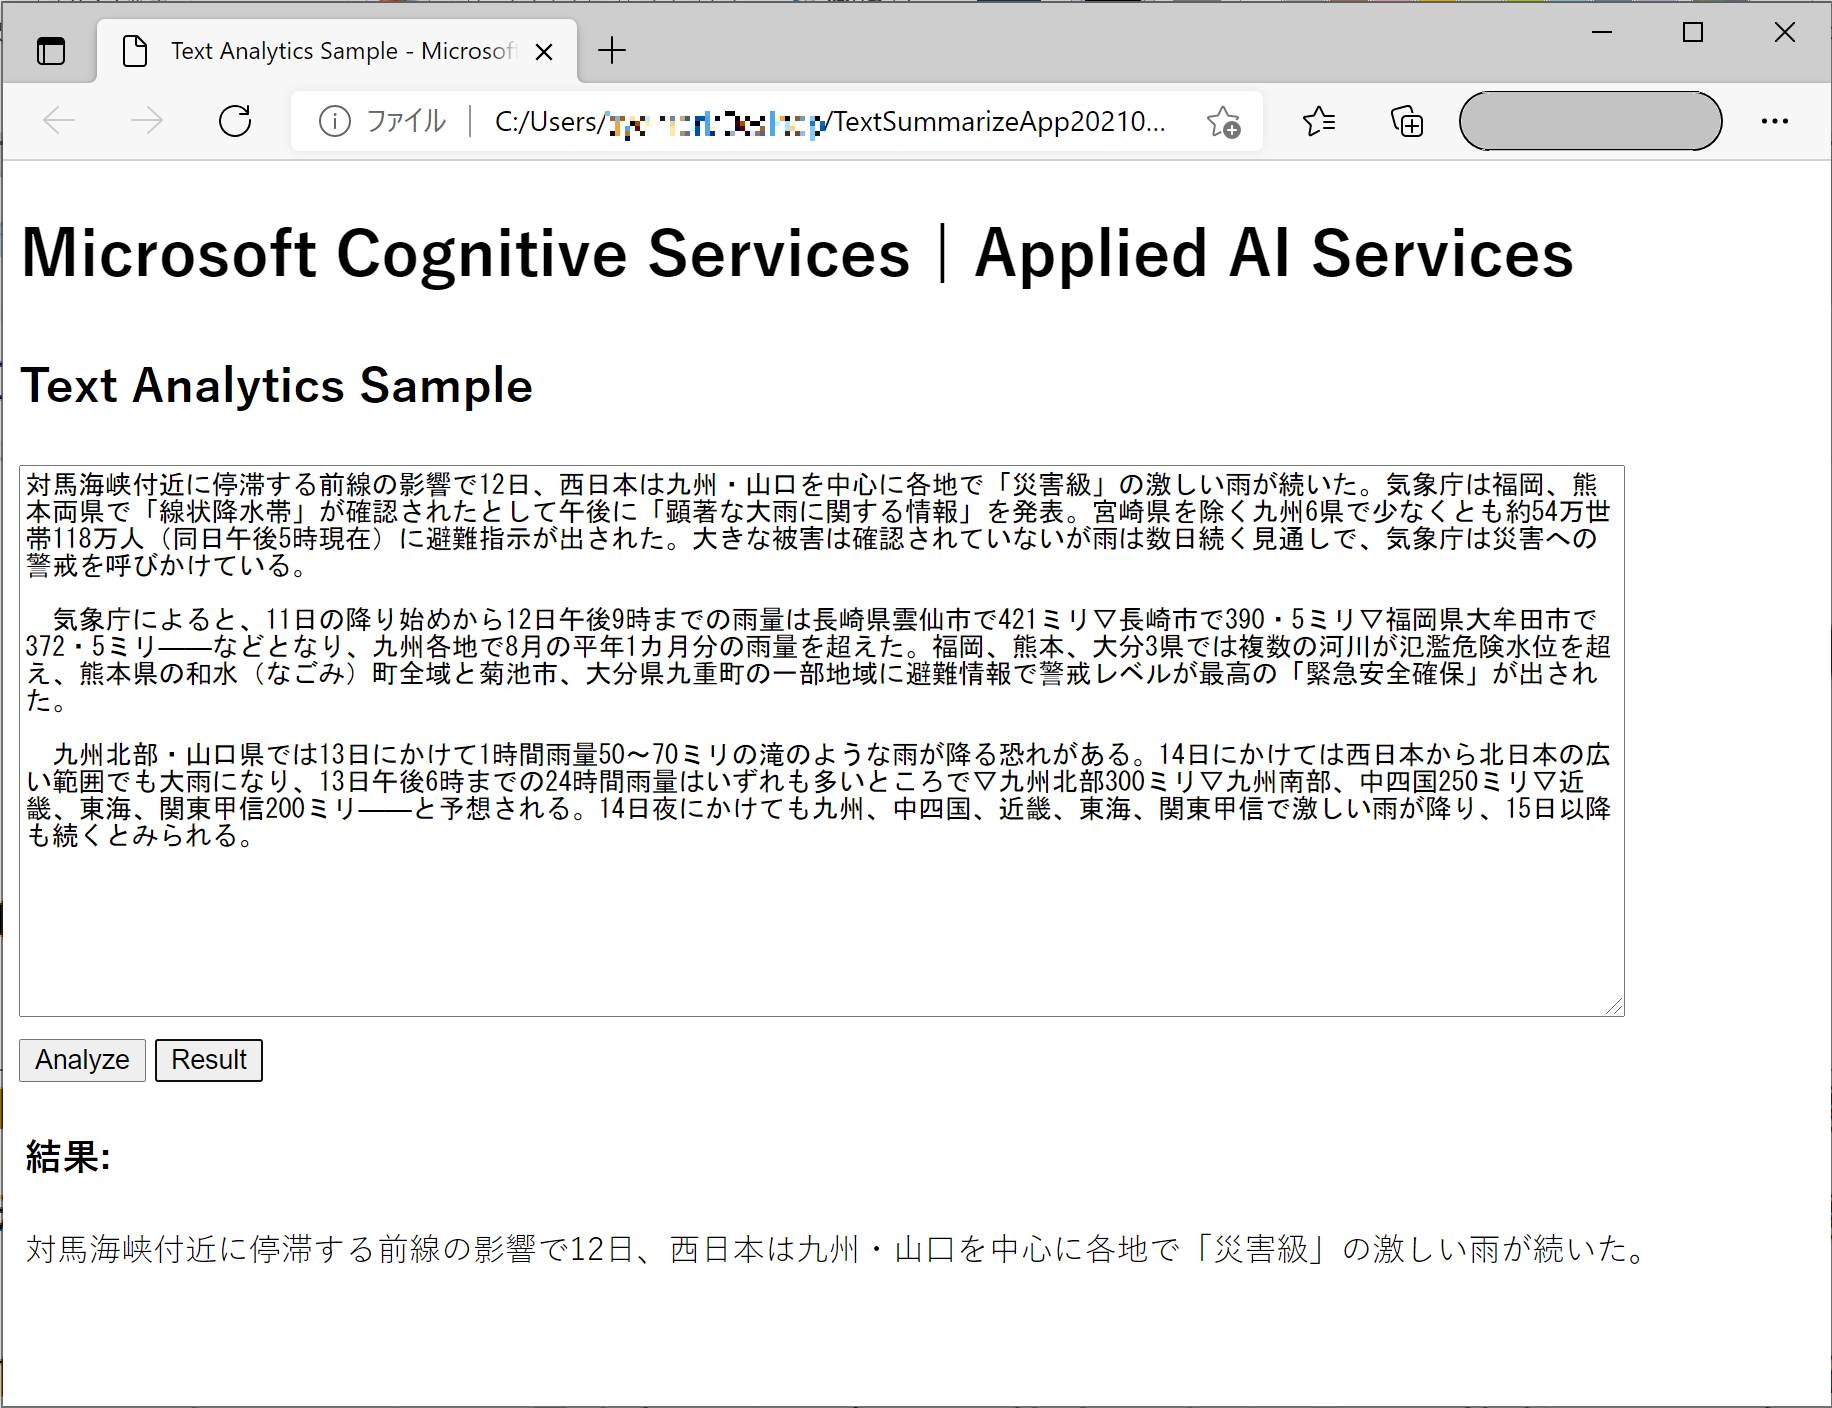 Text Analytics Sample - Microsoft
ファイル
C:/Users/
/TextSummarizeApp20210...
Microsoft Cognitive Services | Applied AI Services
Text Analytics Sample
対馬海峡付近に停滞する前線の影響で12日、西日本は九州・山口を中心に各地で「災害級」の激しい雨が続いた。気象庁は福岡、熊
本両県で「線状降水帯」が確認されたとして午後に「顕著な大雨に関する情報」を発表。宮崎県を除く九州6県で少なくとも約54万世
帯118万人（同日午後5時現在）に避難指示が出された。大きな被害は確認されていないが雨は数日続く見通しで、気象庁は災害への
警戒を呼びかけている。
　気象庁によると、11日の降り始めから12日午後9時までの雨量は長崎県雲仙市で421ミリ▽長崎市で390・5ミリ▽福岡県大牟田市で
372・5ミリ――などとなり、九州各地で8月の平年1カ月分の雨量を超えた。福岡、熊本、大分3県では複数の河川が氾濫危険水位を超
え、熊本県の和水（なごみ）町全域と菊池市、大分県九重町の一部地域に避難情報で警戒レベルが最高の「緊急安全確保」が出され
た。
　九州北部・山口県では13日にかけて1時間雨量50～70ミリの滝のような雨が降る恐れがある。14日にかけては西日本から北日本の広
い範囲でも大雨になり、13日午後6時までの24時間雨量はいずれも多いところで▽九州北部300ミリ▽九州南部、中四国250ミリ▽近
畿、東海、関東甲信200ミリ――と予想される。14日夜にかけても九州、中四国、近畿、東海、関東甲信で激しい雨が降り、15日以降
も続くとみられる。
Analyze Result
結果:
対馬海峡付近に停滞する前線の影響で12日、西日本は九州・山口を中心に各地で「災害級」の激しい雨が続いた。